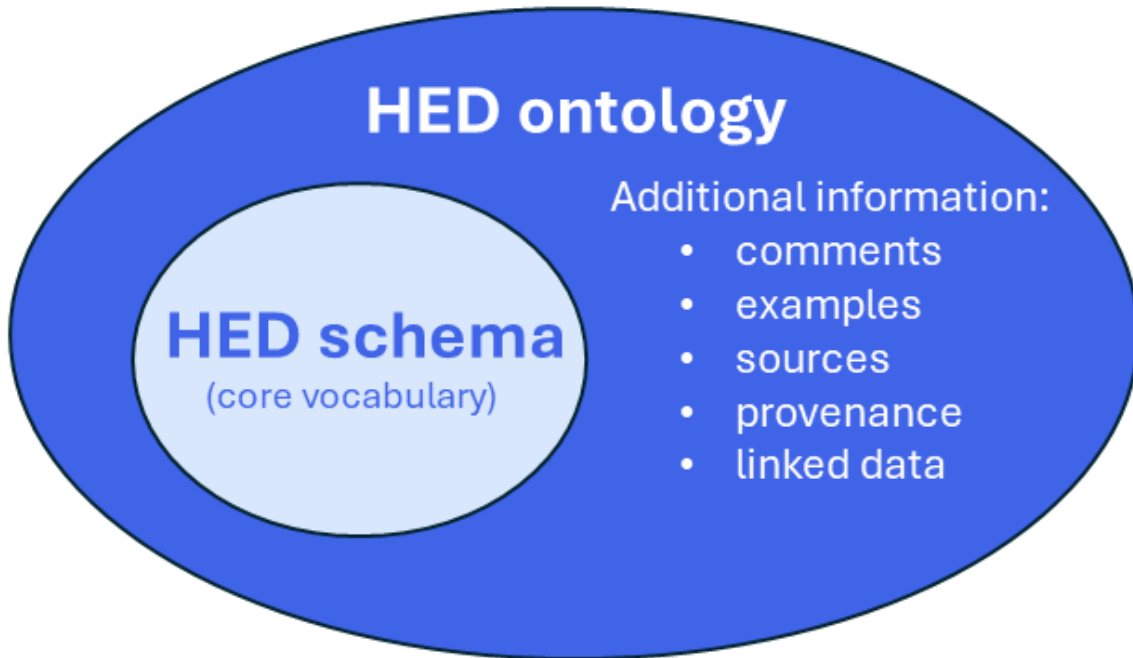 HED ontology
Additional information:
• comments
• examples
• sources
• provenance
• linked data
HED schema
(core vocabulary)